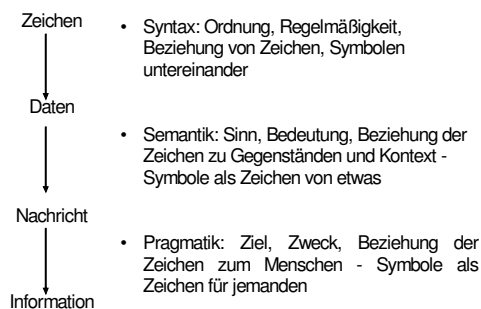 Zeichen
• Syntax: Ordnung, Regelmäßigkeit,
Beziehung von Zeichen, Symbolen
untereinander
Daten
• Semantik: Sinn, Bedeutung, Beziehung der
Zeichen zu Gegenständen und Kontext -
Symbole als Zeichen von etwas
Nachricht
• Pragmatik: Ziel, Zweck, Beziehung der
Zeichen zum Menschen - Symbole als
Zeichen für jemanden
Information